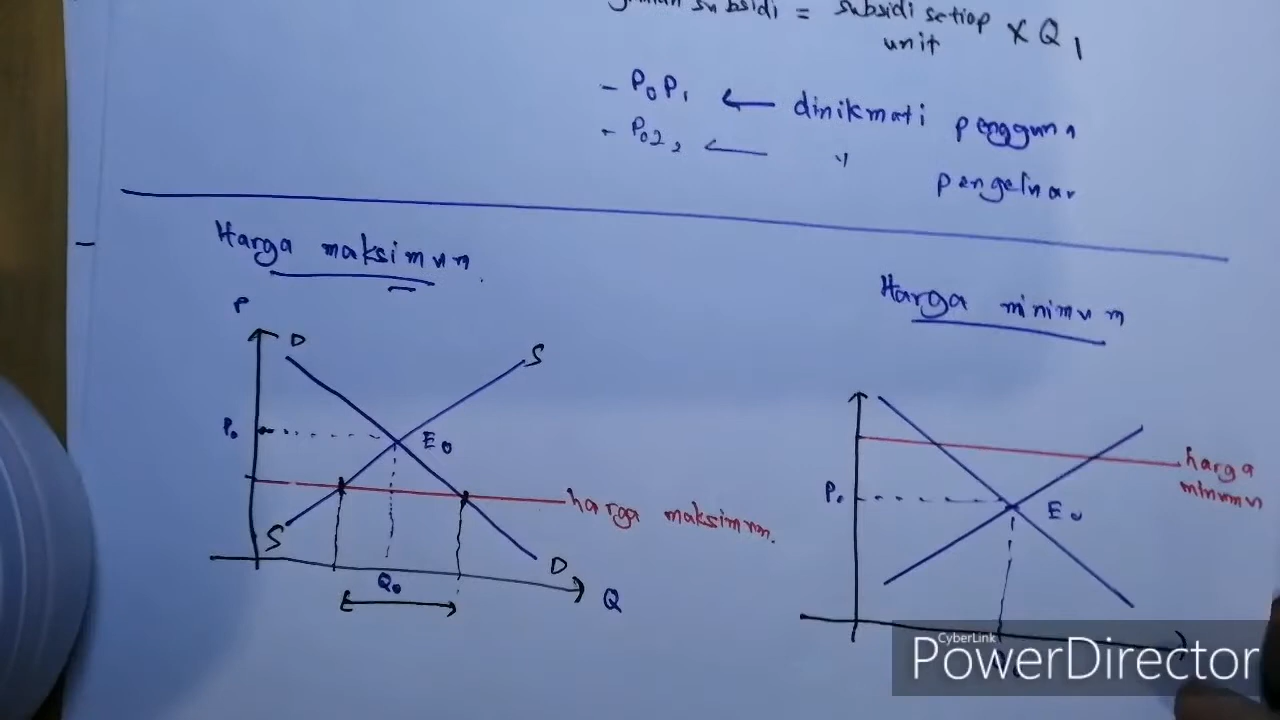 subsidi = subsidi setiap x Q1
unit
- P0P1 ← dinikmati pengguna
- P022 ← "
pengeluar
Harga maksimum.
P
D
S
P0
E0
harga maksimum.
S
D
Q0
Q
Harga minimum
harga
minimum
P0
E0
CyberLink
PowerDirector